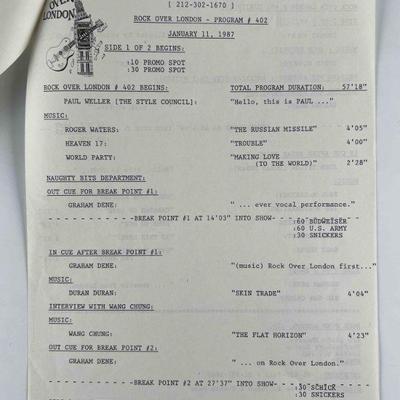 OVER
LONDON
[ 212-302-1670 ]
ROCK OVER LONDON - PROGRAM # 402
JANUARY 11, 1987
SIDE 1 OF 2 BEGINS:
:10 PROMO SPOT
:30 PROMO SPOT
ROCK OVER LONDON # 402 BEGINS: TOTAL PROGRAM DURATION: 57'18"
PAUL WELLER [THE STYLE COUNCIL]: "Hello, this is PAUL ..."
MUSIC:
ROGER WATERS: "THE RUSSIAN MISSILE" 4'05"
HEAVEN 17: "TROUBLE" 4'00"
WORLD PARTY: "MAKING LOVE
(TO THE WORLD)" 2'28"
NAUGHTY BITS DEPARTMENT:
OUT CUE FOR BREAK POINT #1:
GRAHAM DENE: " ... ever vocal performance."
- - - - - - - - - - -BREAK POINT #1 AT 14'03" INTO SHOW- - - - - - - - - - -
:60 BUDWEISER
:60 U.S. ARMY
:30 SNICKERS
IN CUE AFTER BREAK POINT #1:
GRAHAM DENE: "(music) Rock Over London first..."
MUSIC:
DURAN DURAN: "SKIN TRADE" 4'04"
INTERVIEW WITH WANG CHUNG:
MUSIC:
WANG CHUNG: "THE FLAT HORIZON" 4'23"
OUT CUE FOR BREAK POINT #2:
GRAHAM DENE: " ... on Rock Over London."
- - - - - - - - - - -BREAK POINT #2 AT 27'37" INTO SHOW- - - - - - - - - - -
:30 SCHICK
:30 SNICKERS